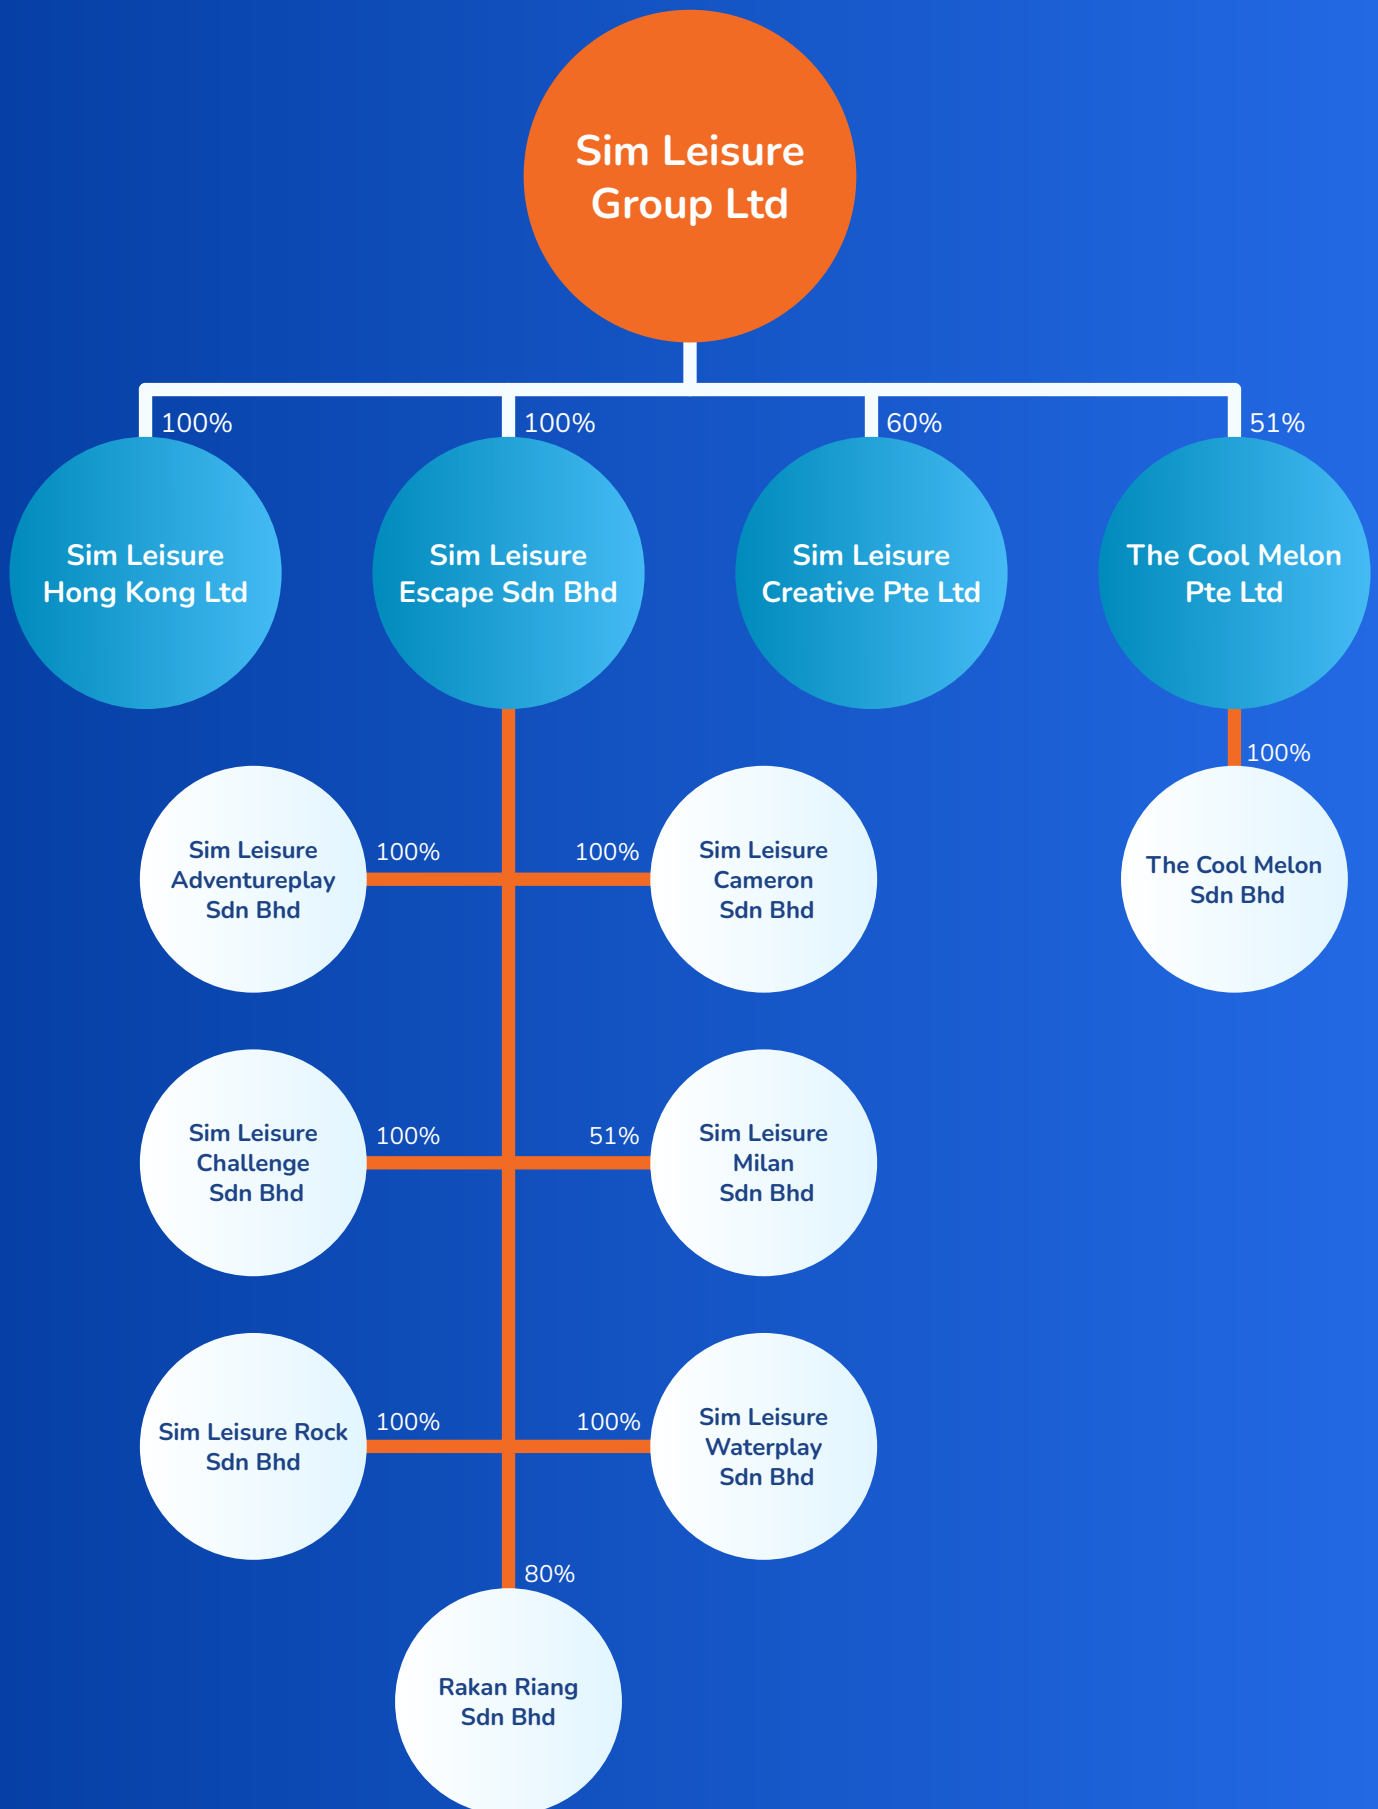 Sim Leisure
Group Ltd
100%
100%
60%
51%
Sim Leisure
Hong Kong Ltd
Sim Leisure
Escape Sdn Bhd
Sim Leisure
Creative Pte Ltd
The Cool Melon
Pte Ltd
100%
Sim Leisure
Adventureplay
Sdn Bhd
100%
100%
Sim Leisure
Cameron
Sdn Bhd
The Cool Melon
Sdn Bhd
Sim Leisure
Challenge
Sdn Bhd
100%
51%
Sim Leisure
Milan
Sdn Bhd
Sim Leisure Rock
Sdn Bhd
100%
100%
Sim Leisure
Waterplay
Sdn Bhd
80%
Rakan Riang
Sdn Bhd